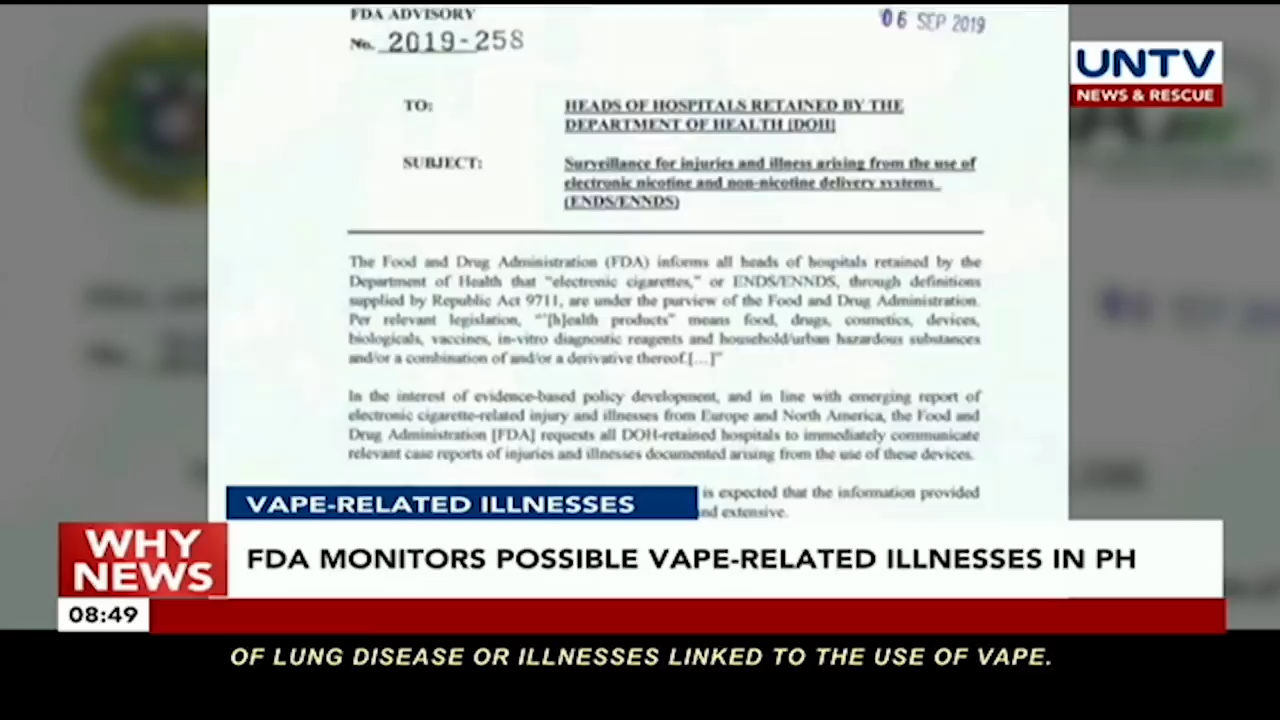 FDA ADVISORY
No. 2019-258
06 SEP 2019
UNTV
NEWS & RESCUE
TO:
HEADS OF HOSPITALS RETAINED BY THE
DEPARTMENT OF HEALTH [DOH]
SUBJECT:
Surveillance for injuries and illness arising from the use of
electronic nicotine and non-nicotine delivery systems
(ENDS/ENNDS)
The Food and Drug Administration (FDA) informs all heads of hospitals retained by the
Department of Health that "electronic cigarettes," or ENDS/ENNDS, through definitions
supplied by Republic Act 9711, are under the purview of the Food and Drug Administration.
Per relevant legislation, "'[h]ealth products" means food, drugs, cosmetics, devices,
biologicals, vaccines, in-vitro diagnostic reagents and household/urban hazardous substances
and/or a combination of and/or a derivative thereof.[...]"
In the interest of evidence-based policy development, and in line with emerging report of
electronic cigarette-related injury and illnesses from Europe and North America, the Food and
Drug Administration [FDA] requests all DOH-retained hospitals to immediately communicate
relevant case reports of injuries and illnesses documented arising from the use of these devices.
is expected that the information provided
and extensive.
VAPE-RELATED ILLNESSES
WHY
NEWS
FDA MONITORS POSSIBLE VAPE-RELATED ILLNESSES IN PH
08:49
OF LUNG DISEASE OR ILLNESSES LINKED TO THE USE OF VAPE.